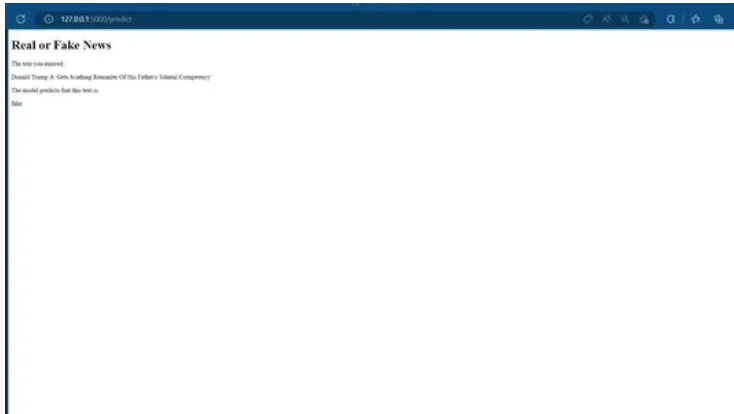 127.0.0.1:5000/predict
Real or Fake News
The text you entered:
Donald Trump Jr. Gets Scathing Reminder Of His Father's 'Mental Competency'
The model predicts that this text is:
fake